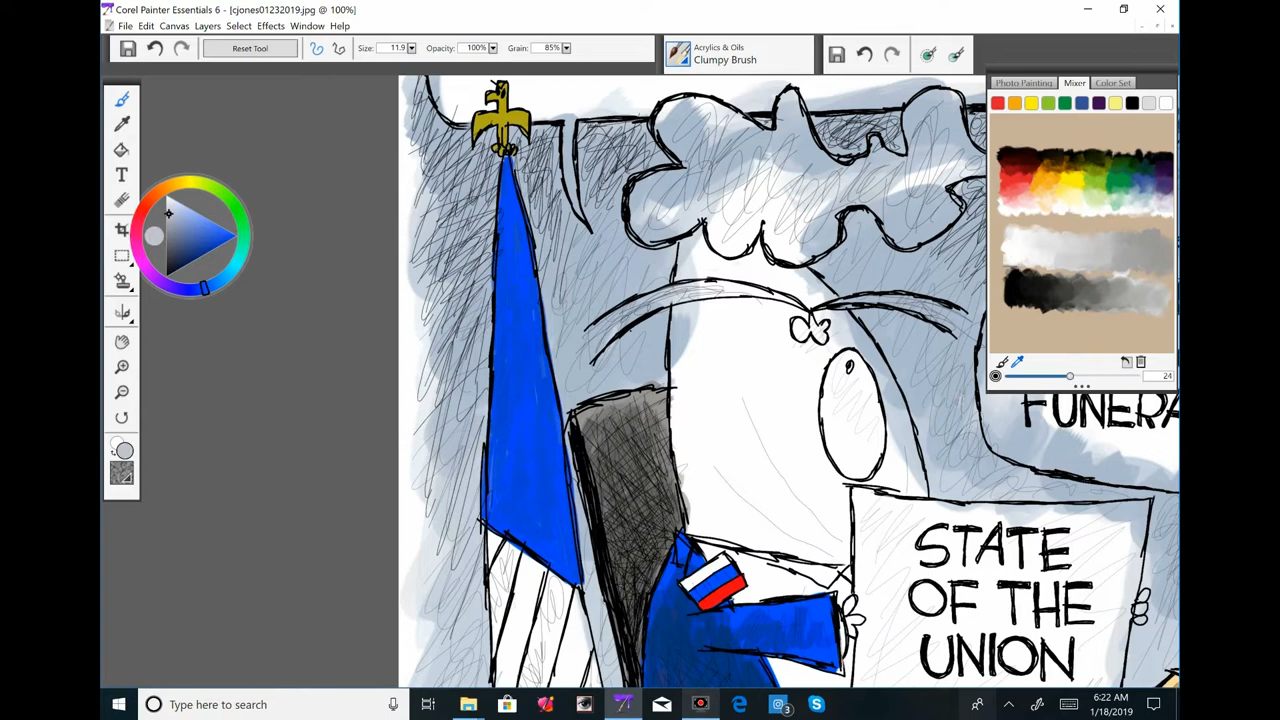 Corel Painter Essentials 6 - [cjones01232019.jpg @ 100%]
File Edit Canvas Layers Select Effects Window Help
Reset Tool Size: 11.9 Opacity: 100% Grain: 85%
Acrylics & Oils
Clumpy Brush
Photo Painting Mixer Color Set
T
24
FUNERA
STATE
OF THE
UNION
Type here to search
3
6:22 AM
1/18/2019